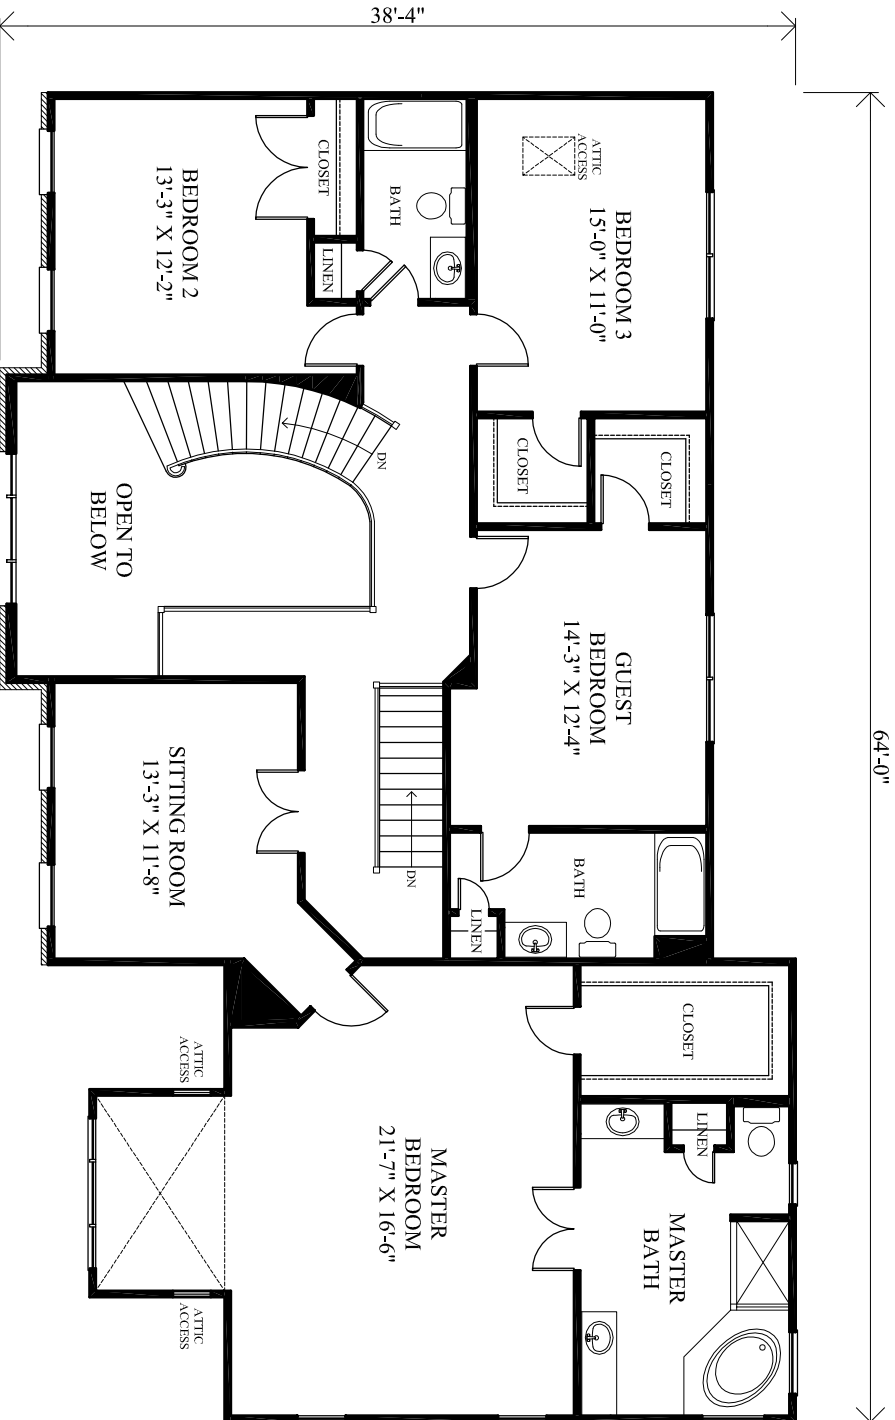 38'-4"
64'-0"
BEDROOM 2
13'-3" X 12'-2"
CLOSET
LINEN
BATH
ATTIC
ACCESS
BEDROOM 3
15'-0" X 11'-0"
CLOSET
CLOSET
DN
OPEN TO
BELOW
GUEST
BEDROOM
14'-3" X 12'-4"
SITTING ROOM
13'-3" X 11'-8"
DN
BATH
LINEN
CLOSET
ATTIC
ACCESS
MASTER
BEDROOM
21'-7" X 16'-6"
LINEN
MASTER
BATH
ATTIC
ACCESS